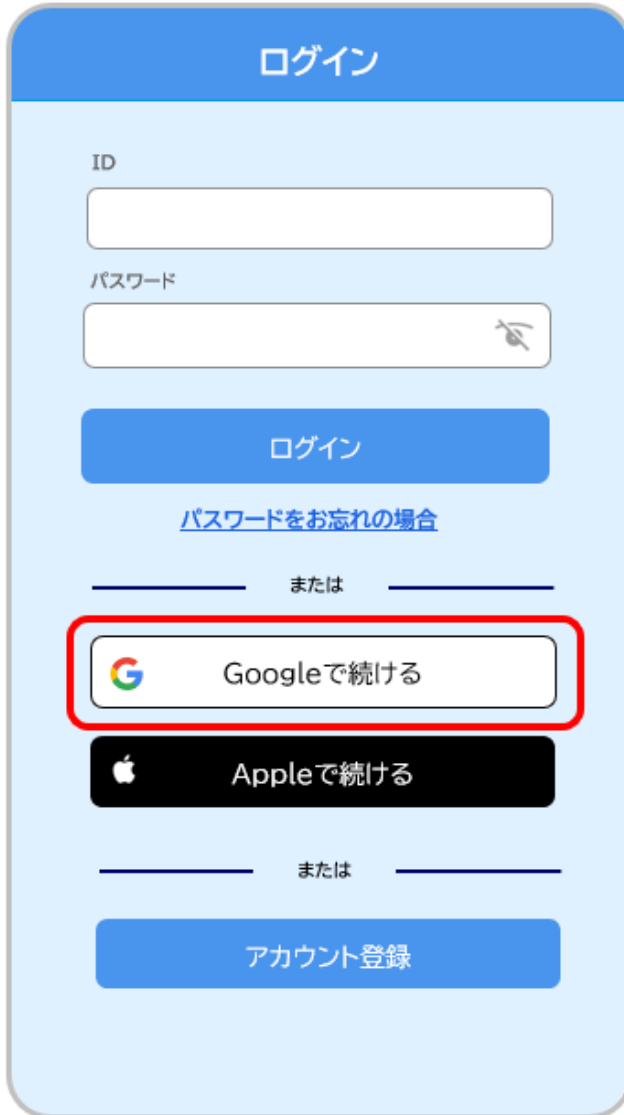 ログイン
ID
パスワード
ログイン
パスワードをお忘れの場合
または
Googleで続ける
Appleで続ける
または
アカウント登録